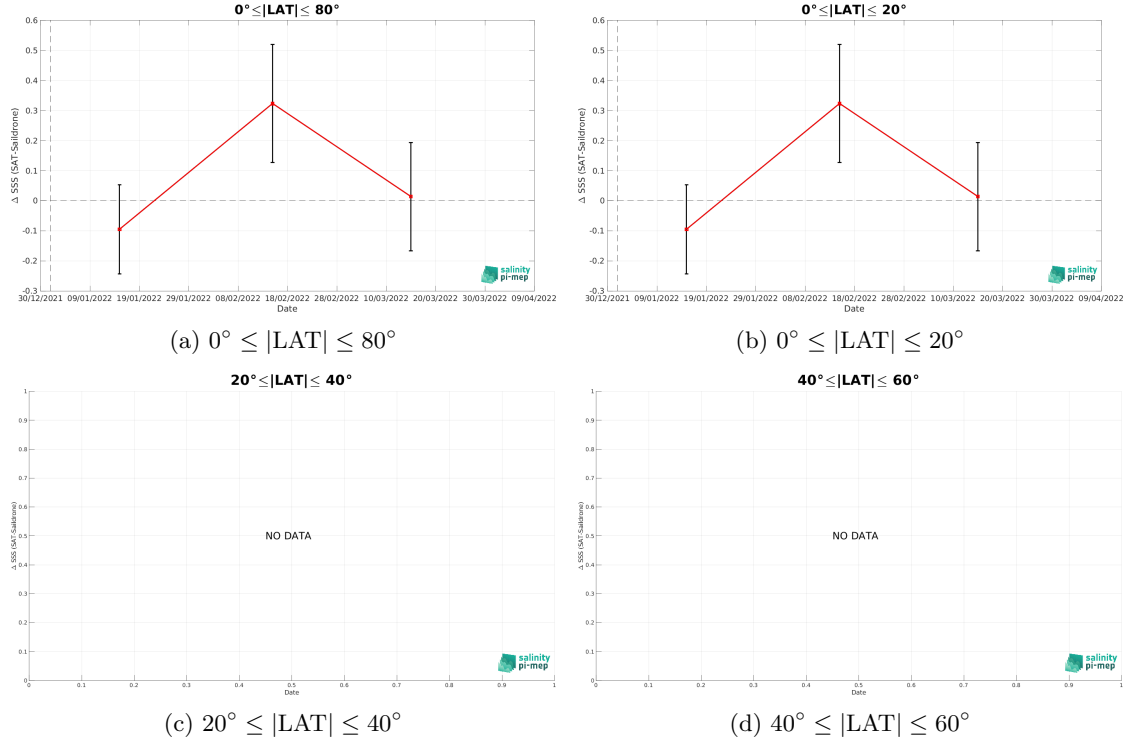 0°≤|LAT|≤ 80°
0.6
0.5
0.4
0.3
0.2
0.1
0
-0.1
-0.2
-0.3
Δ SSS (SAT-Saildrone)
30/12/2021 09/01/2022 19/01/2022 29/01/2022 08/02/2022 18/02/2022 28/02/2022 10/03/2022 20/03/2022 30/03/2022 09/04/2022
Date
salinity
pi-mep
(a) 0° ≤ |LAT| ≤ 80°
0°≤|LAT|≤ 20°
0.6
0.5
0.4
0.3
0.2
0.1
0
-0.1
-0.2
-0.3
Δ SSS (SAT-Saildrone)
30/12/2021 09/01/2022 19/01/2022 29/01/2022 08/02/2022 18/02/2022 28/02/2022 10/03/2022 20/03/2022 30/03/2022 09/04/2022
Date
salinity
pi-mep
(b) 0° ≤ |LAT| ≤ 20°
20°≤|LAT|≤ 40°
1
0.9
0.8
0.7
0.6
0.5
0.4
0.3
0.2
0.1
0
Δ SSS (SAT-Saildrone)
NO DATA
0 0.1 0.2 0.3 0.4 0.5 0.6 0.7 0.8 0.9 1
Date
salinity
pi-mep
(c) 20° ≤ |LAT| ≤ 40°
40°≤|LAT|≤ 60°
1
0.9
0.8
0.7
0.6
0.5
0.4
0.3
0.2
0.1
0
Δ SSS (SAT-Saildrone)
NO DATA
0 0.1 0.2 0.3 0.4 0.5 0.6 0.7 0.8 0.9 1
Date
salinity
pi-mep
(d) 40° ≤ |LAT| ≤ 60°